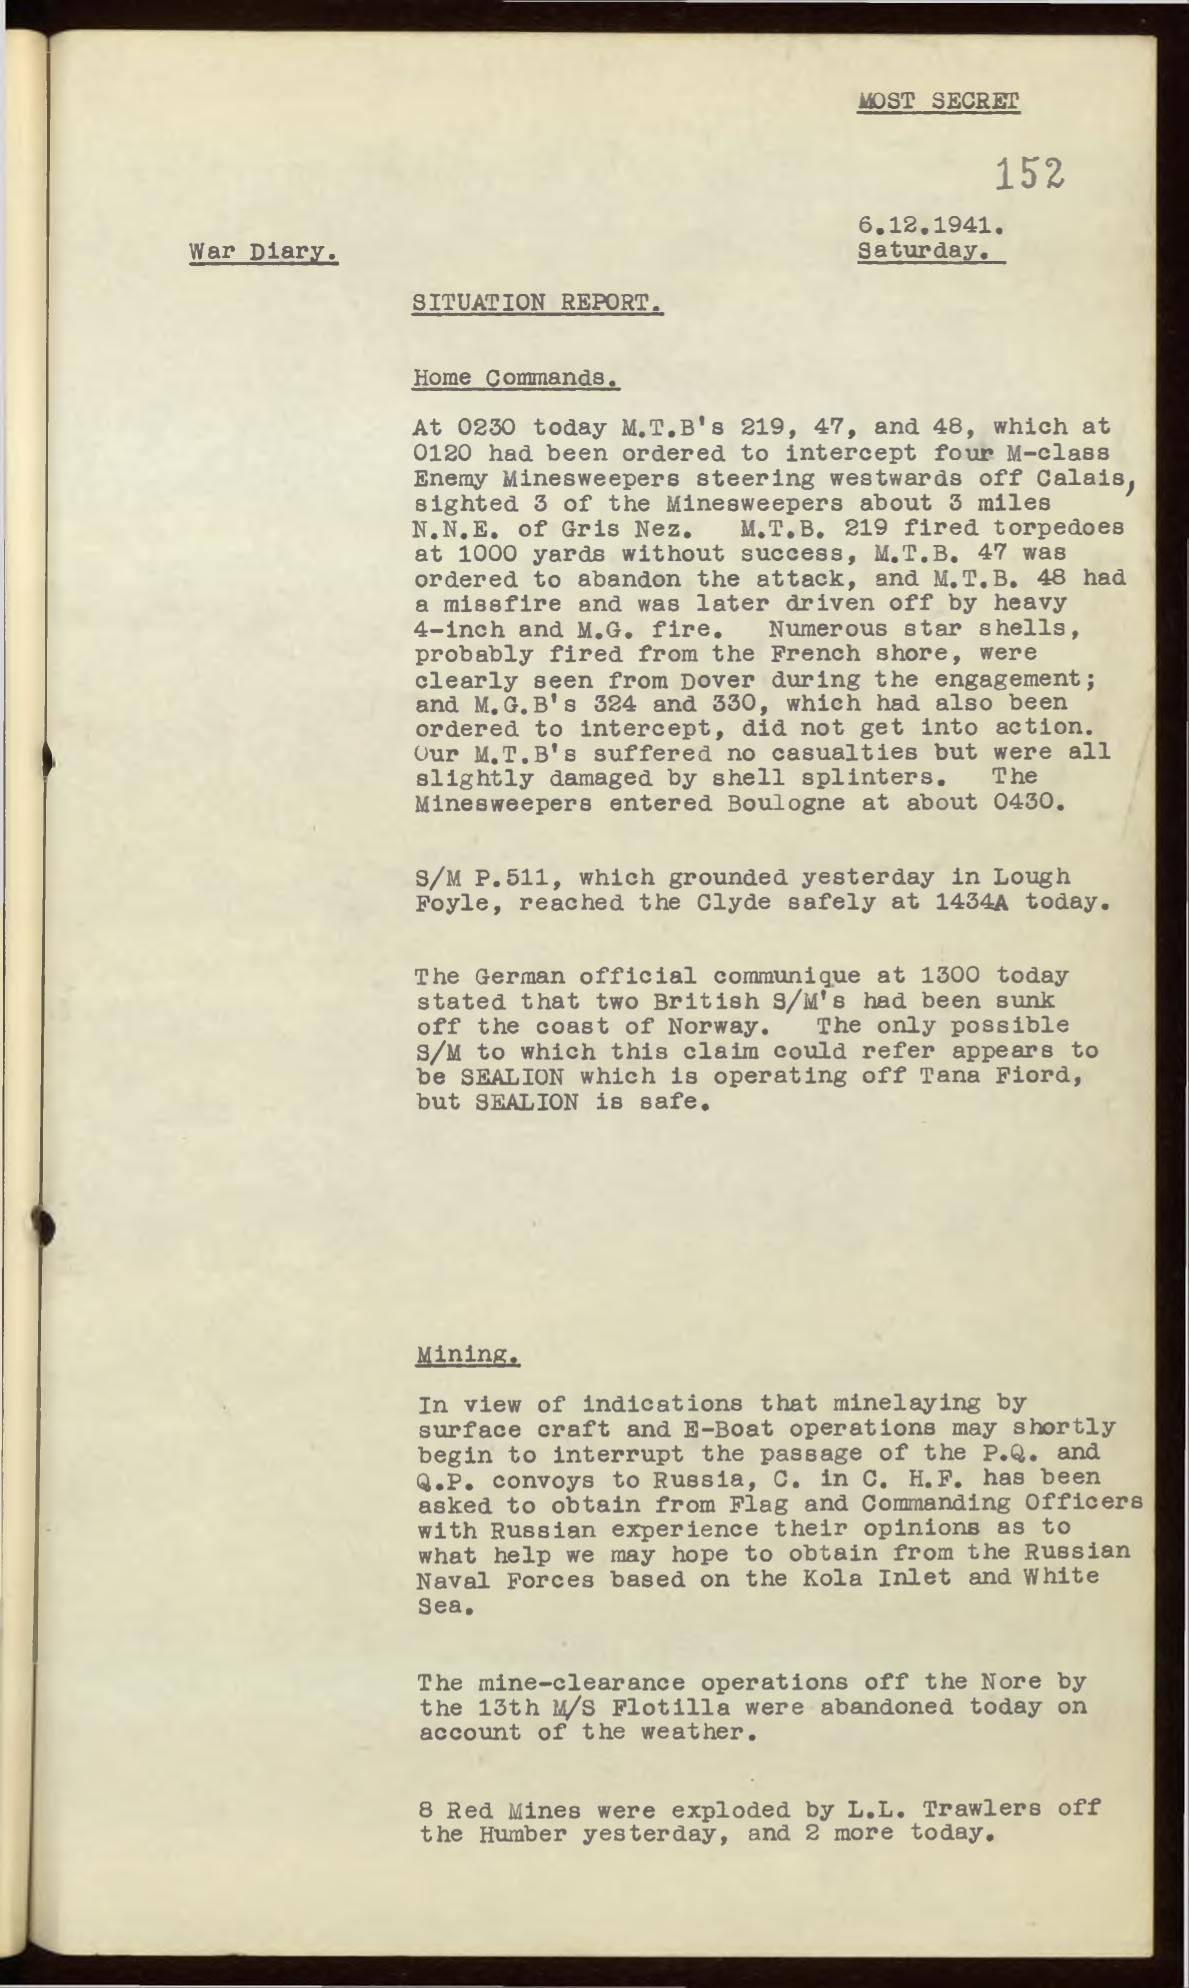 MOST SECRET
152
6.12.1941.
War Diary.
Saturday.
SITUATION REPORT.
Home Commands.
At 0230 today M.T.B's 219, 47, and 48, which at
0120 had been ordered to intercept four M-class
Enemy Minesweepers steering westwards off Calais,
sighted 3 of the Minesweepers about 3 miles
N.N.E. of Gris Nez.   M.T.B. 219 fired torpedoes
at 1000 yards without success, M.T.B. 47 was
ordered to abandon the attack, and M.T.B. 48 had
a missfire and was later driven off by heavy
4-inch and M.G. fire.   Numerous star shells,
probably fired from the French shore, were
clearly seen from Dover during the engagement;
and M.G.B's 324 and 330, which had also been
ordered to intercept, did not get into action.
Our M.T.B's suffered no casualties but were all
slightly damaged by shell splinters.   The
Minesweepers entered Boulogne at about 0430.
S/M P.511, which grounded yesterday in Lough
Foyle, reached the Clyde safely at 1434A today.
The German official communique at 1300 today
stated that two British S/M's had been sunk
off the coast of Norway.   The only possible
S/M to which this claim could refer appears to
be SEALION which is operating off Tana Fiord,
but SEALION is safe.
Mining.
In view of indications that minelaying by
surface craft and E-Boat operations may shortly
begin to interrupt the passage of the P.Q. and
Q.P. convoys to Russia, C. in C. H.F. has been
asked to obtain from Flag and Commanding Officers
with Russian experience their opinions as to
what help we may hope to obtain from the Russian
Naval Forces based on the Kola Inlet and White
Sea.
The mine-clearance operations off the Nore by
the 13th M/S Flotilla were abandoned today on
account of the weather.
8 Red Mines were exploded by L.L. Trawlers off
the Humber yesterday, and 2 more today.